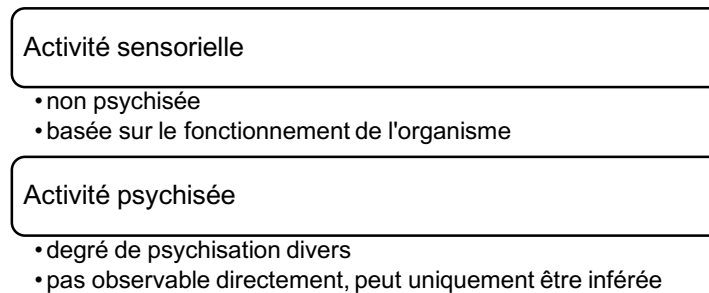 Activité sensorielle
• non psychisée
• basée sur le fonctionnement de l'organisme
Activité psychisée
• degré de psychisation divers
• pas observable directement, peut uniquement être inférée